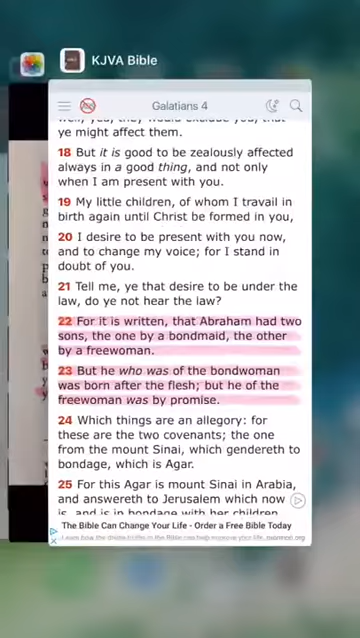 KJVA Bible
Galatians 4
ye might affect them.
18 But it is good to be zealously affected
always in a good thing, and not only
when I am present with you.
19 My little children, of whom I travail in
birth again until Christ be formed in you,
20 I desire to be present with you now,
and to change my voice; for I stand in
doubt of you.
21 Tell me, ye that desire to be under the
law, do ye not hear the law?
22 For it is written, that Abraham had two
sons, the one by a bondmaid, the other
by a freewoman.
23 But he who was of the bondwoman
was born after the flesh; but he of the
freewoman was by promise.
24 Which things are an allegory: for
these are the two covenants; the one
from the mount Sinai, which gendereth to
bondage, which is Agar.
25 For this Agar is mount Sinai in Arabia,
and answereth to Jerusalem which now
is, and is in bondage with her children.
The Bible Can Change Your Life - Order a Free Bible Today